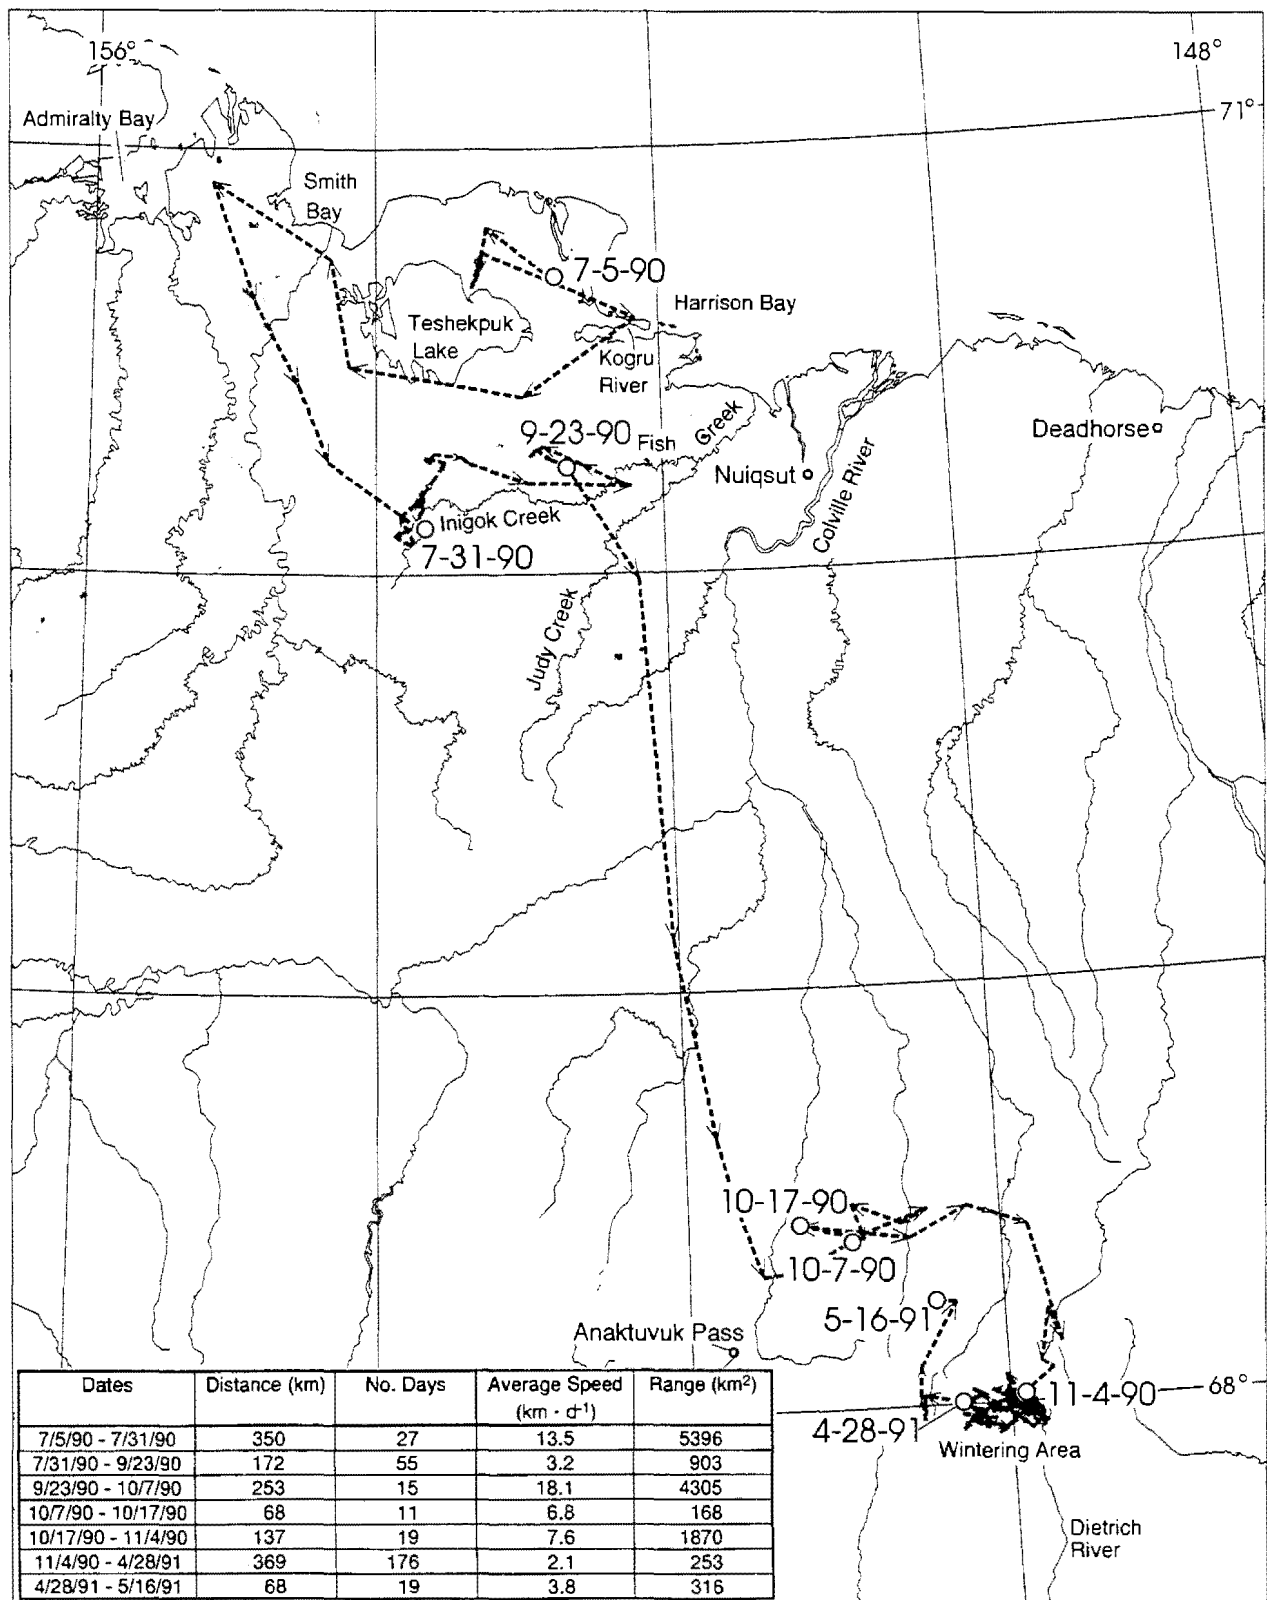 156°
148°
71°
Admiralty Bay
Smith
Bay
7-5-90
Harrison Bay
Teshekpuk
Lake
Kogru
River
Fish Creek
Deadhorse
9-23-90
Nuiqsut
Colville River
Inigok Creek
7-31-90
Judy Creek
10-17-90
10-7-90
5-16-91
Anaktuvuk Pass
68°
11-4-90
4-28-91
Wintering Area
Dietrich
River
Dates Distance (km) No. Days Average Speed (km · d⁻¹) Range (km²)
7/5/90 - 7/31/90 350 27 13.5 5396
7/31/90 - 9/23/90 172 55 3.2 903
9/23/90 - 10/7/90 253 15 18.1 4305
10/7/90 - 10/17/90 68 11 6.8 168
10/17/90 - 11/4/90 137 19 7.6 1870
11/4/90 - 4/28/91 369 176 2.1 253
4/28/91 - 5/16/91 68 19 3.8 316